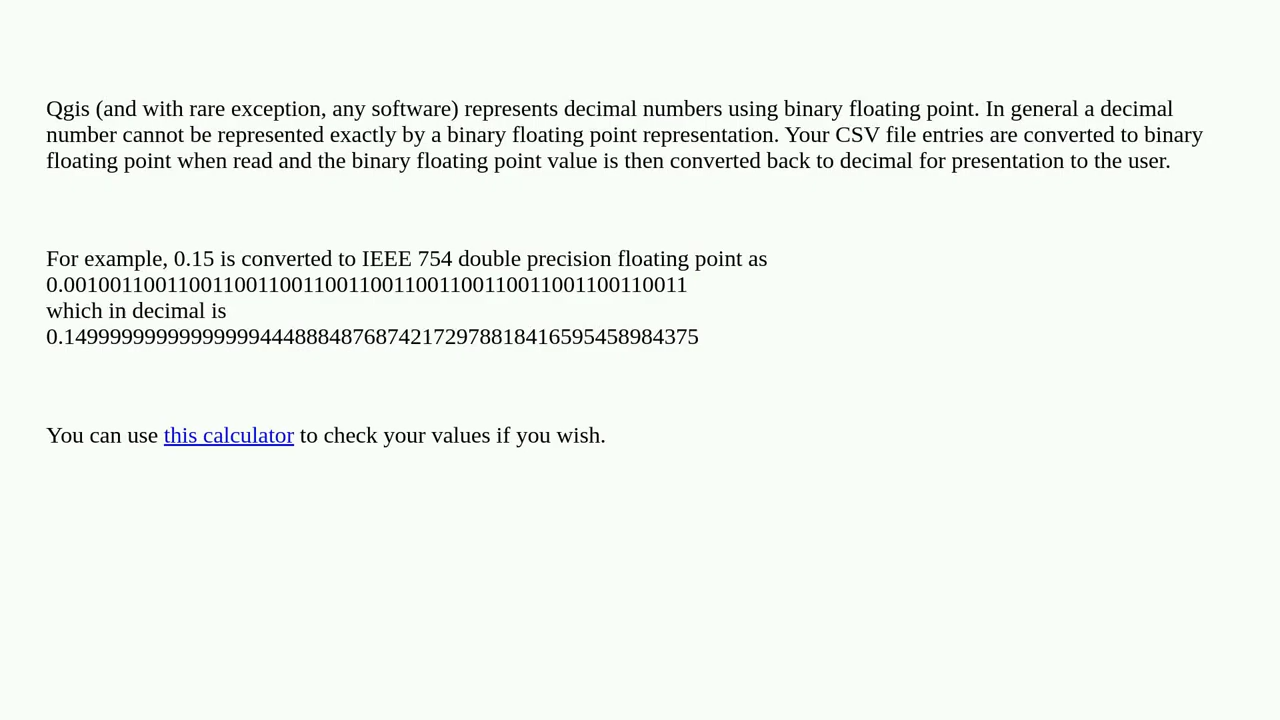 Qgis (and with rare exception, any software) represents decimal numbers using binary floating point. In general a decimal
number cannot be represented exactly by a binary floating point representation. Your CSV file entries are converted to binary
floating point when read and the binary floating point value is then converted back to decimal for presentation to the user.
For example, 0.15 is converted to IEEE 754 double precision floating point as
0.0010011001100110011001100110011001100110011001100110011
which in decimal is
0.1499999999999999944488848768742172978818416595458984375
You can use this calculator to check your values if you wish.